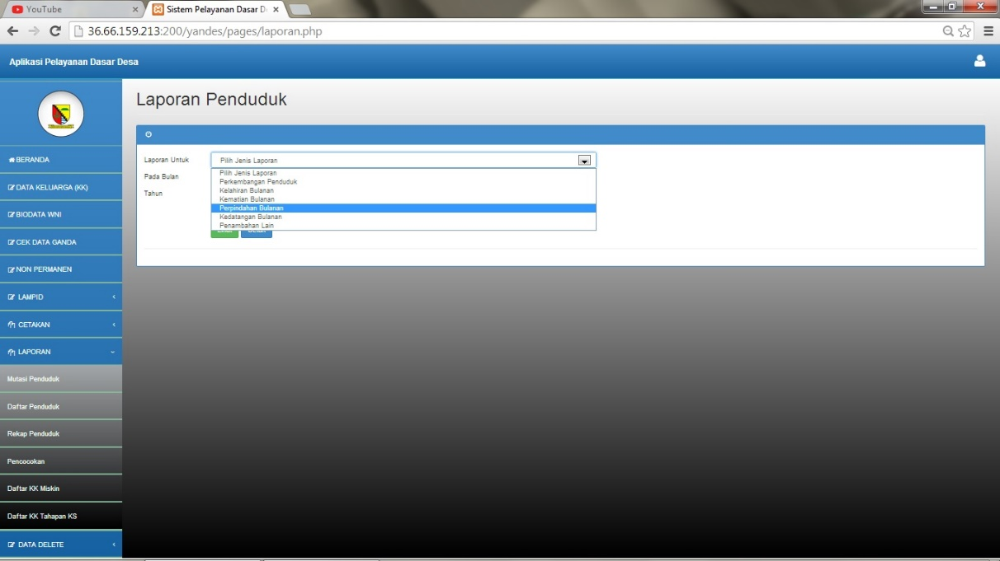 YouTube
Sistem Pelayanan Dasar D
36.66.159.213:200/yandes/pages/laporan.php
Aplikasi Pelayanan Dasar Desa
Laporan Penduduk
BERANDA
DATA KELUARGA (KK)
BIODATA WNI
CEK DATA GANDA
NON PERMANEN
LAMPID
CETAKAN
LAPORAN
Mutasi Penduduk
Daftar Penduduk
Rekap Penduduk
Pencocokan
Daftar KK Miskin
Daftar KK Tahapan KS
DATA DELETE
Laporan Untuk
Pilih Jenis Laporan
Pada Bulan
Tahun
Pilih Jenis Laporan
Perkembangan Penduduk
Kelahiran Bulanan
Kematian Bulanan
Perpindahan Bulanan
Kedatangan Bulanan
Penambahan Lain